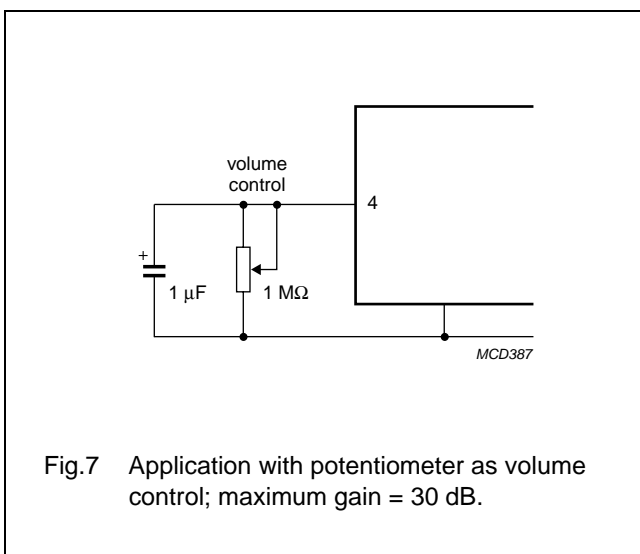 volume
control
4
+
1 μF
1 MΩ
MCD387
Fig.7 Application with potentiometer as volume
control; maximum gain = 30 dB.